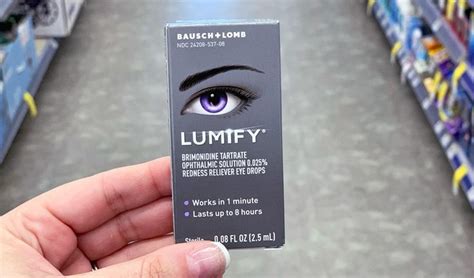 BAUSCH + LOMB
NDC 24208-537-08
LUMIFY®
BRIMONIDINE TARTRATE
OPHTHALMIC SOLUTION 0.025%
REDNESS RELIEVER EYE DROPS
• Works in 1 minute
• Lasts up to 8 hours
Sterile 0.08 FL OZ (2.5 mL)